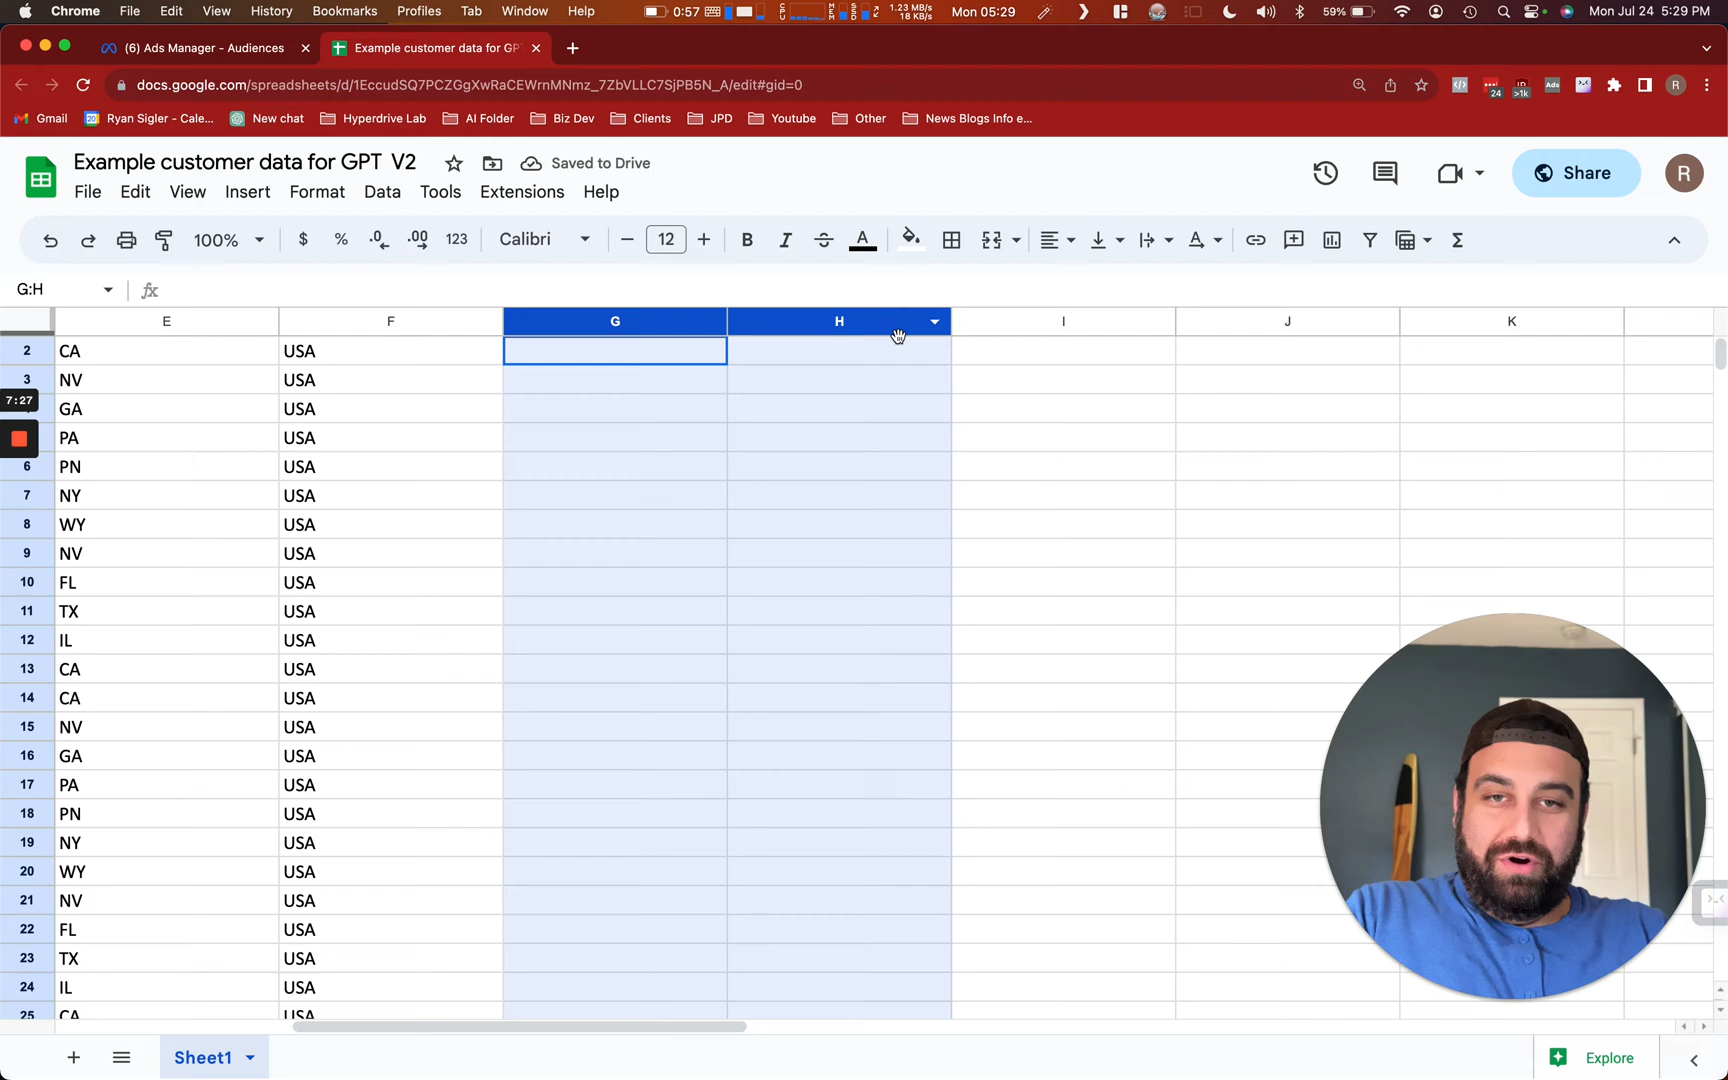 Chrome File Edit View History Bookmarks Profiles Tab Window Help 0:57 1.23 MB/s 18 KB/s Mon 05:29 59% Mon Jul 24 5:29 PM
(6) Ads Manager - Audiences Example customer data for GP
docs.google.com/spreadsheets/d/1EccudSQ7PCZGgXwRaCEWrnMNmz_7ZbVLLC7SjPB5N_A/edit#gid=0 24 >1k Ads R
Gmail Ryan Sigler - Cale... New chat Hyperdrive Lab AI Folder Biz Dev Clients JPD Youtube Other News Blogs Info e...
Example customer data for GPT V2 Saved to Drive Share R
File Edit View Insert Format Data Tools Extensions Help
100% $ % .0 .00 123 Calibri 12 B I A
G:H fx
E F G H I J K
2 CA USA
3 NV USA
7:27
GA USA
PA USA
6 PN USA
7 NY USA
8 WY USA
9 NV USA
10 FL USA
11 TX USA
12 IL USA
13 CA USA
14 CA USA
15 NV USA
16 GA USA
17 PA USA
18 PN USA
19 NY USA
20 WY USA
21 NV USA
22 FL USA
23 TX USA
24 IL USA
25 CA USA
Sheet1 Explore